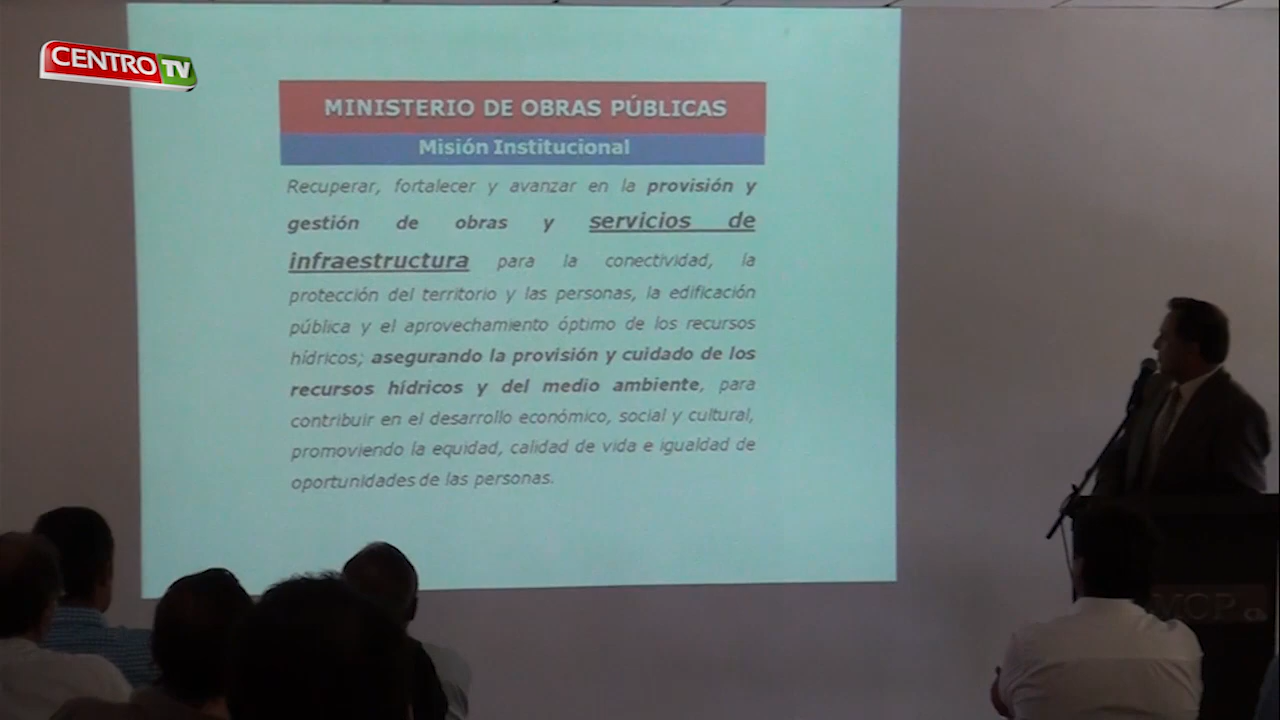 CENTRO TV
MINISTERIO DE OBRAS PÚBLICAS
Misión Institucional
Recuperar, fortalecer y avanzar en la provisión y
gestión de obras y servicios de
infraestructura para la conectividad, la
protección del territorio y las personas, la edificación
pública y el aprovechamiento óptimo de los recursos
hídricos; asegurando la provisión y cuidado de los
recursos hídricos y del medio ambiente, para
contribuir en el desarrollo económico, social y cultural,
promoviendo la equidad, calidad de vida e igualdad de
oportunidades de las personas.
MCP